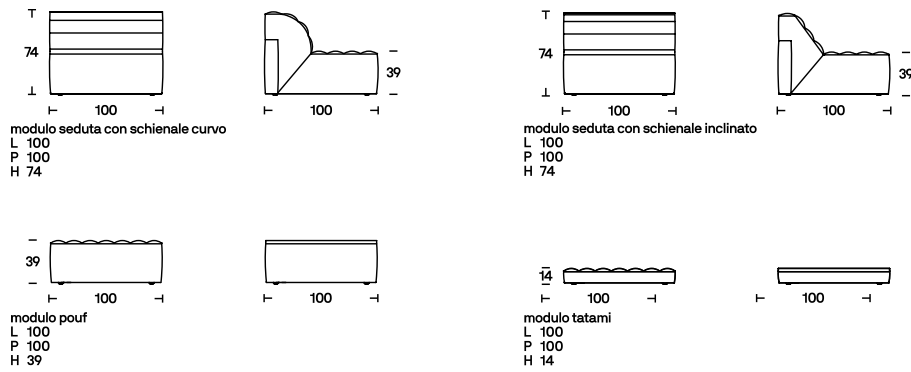 74
39
100
100
modulo seduta con schienale curvo
L 100
P 100
H 74
74
39
100
100
modulo seduta con schienale inclinato
L 100
P 100
H 74
39
100
100
modulo pouf
L 100
P 100
H 39
14
100
100
modulo tatami
L 100
P 100
H 14